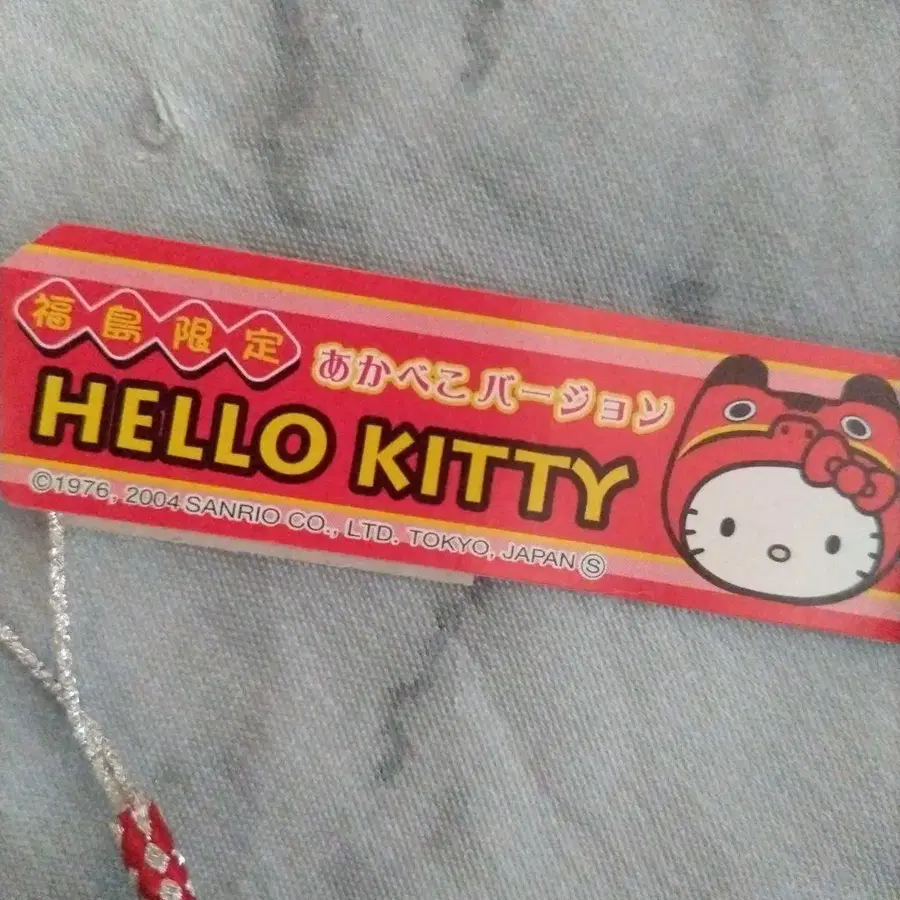 福島限定
あかべこバージョン
HELLO KITTY
©1976, 2004 SANRIO CO., LTD. TOKYO, JAPAN Ⓢ